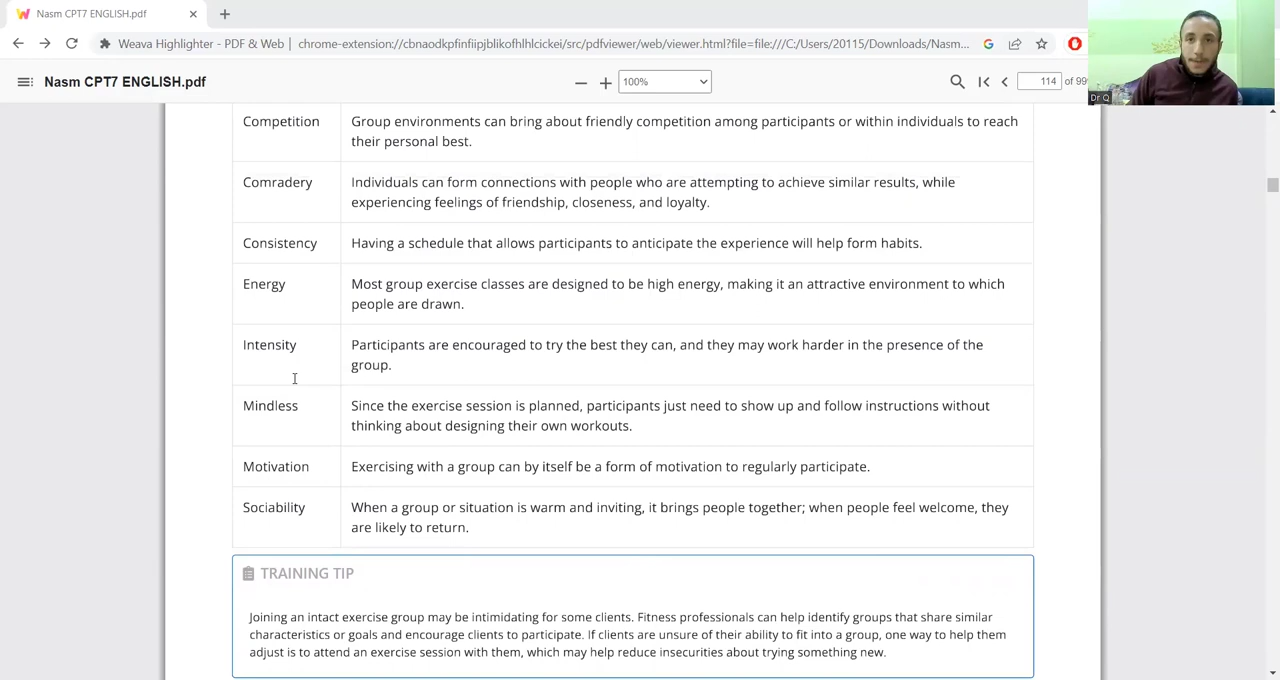 Nasm CPT7 ENGLISH.pdf
Weava Highlighter - PDF & Web | chrome-extension://cbnaodkpfinfiipjblikofhlhlcickei/src/pdfviewer/web/viewer.html?file=file:///C:/Users/20115/Downloads/Nasm...
Nasm CPT7 ENGLISH.pdf
100%
114 of 99
Dr Q
Competition
Group environments can bring about friendly competition among participants or within individuals to reach
their personal best.
Comradery
Individuals can form connections with people who are attempting to achieve similar results, while
experiencing feelings of friendship, closeness, and loyalty.
Consistency
Having a schedule that allows participants to anticipate the experience will help form habits.
Energy
Most group exercise classes are designed to be high energy, making it an attractive environment to which
people are drawn.
Intensity
Participants are encouraged to try the best they can, and they may work harder in the presence of the
group.
Mindless
Since the exercise session is planned, participants just need to show up and follow instructions without
thinking about designing their own workouts.
Motivation
Exercising with a group can by itself be a form of motivation to regularly participate.
Sociability
When a group or situation is warm and inviting, it brings people together; when people feel welcome, they
are likely to return.
TRAINING TIP
Joining an intact exercise group may be intimidating for some clients. Fitness professionals can help identify groups that share similar
characteristics or goals and encourage clients to participate. If clients are unsure of their ability to fit into a group, one way to help them
adjust is to attend an exercise session with them, which may help reduce insecurities about trying something new.